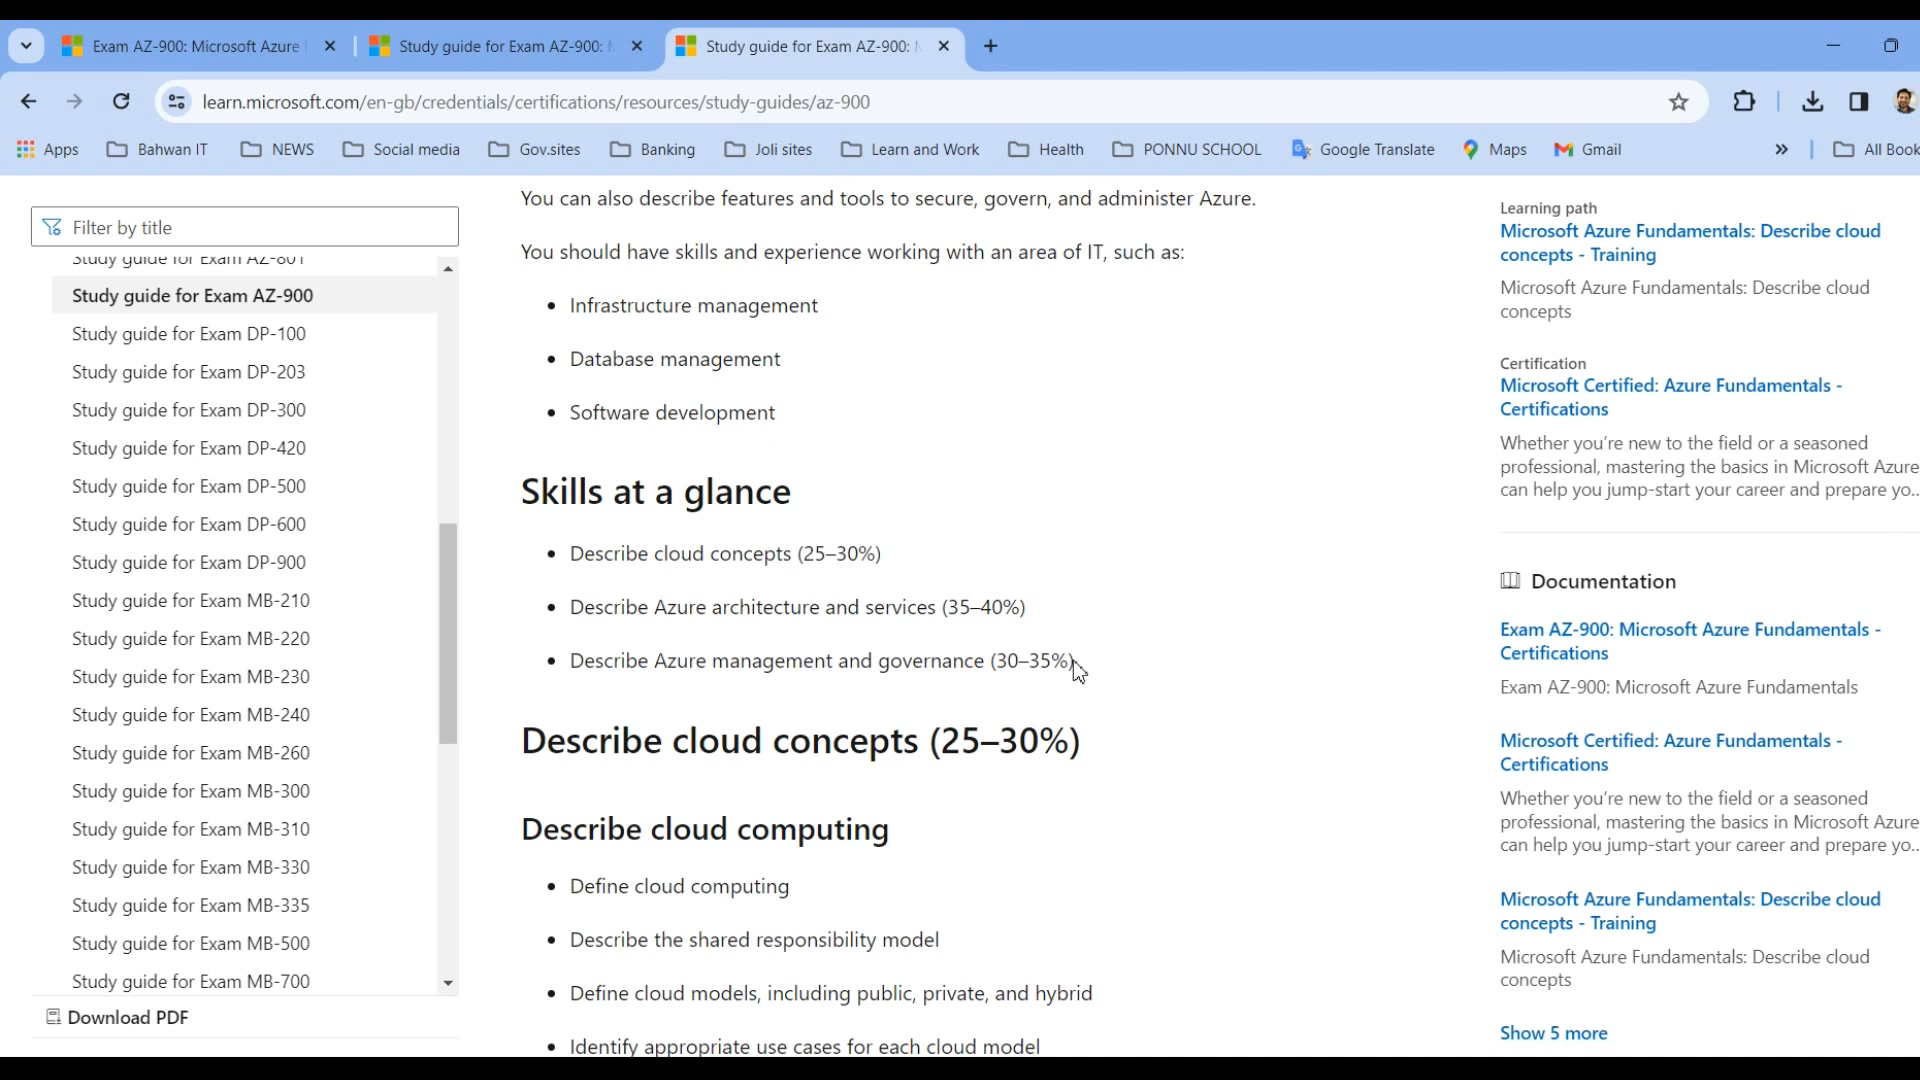 Exam AZ-900: Microsoft Azure
Study guide for Exam AZ-900:
Study guide for Exam AZ-900:
learn.microsoft.com/en-gb/credentials/certifications/resources/study-guides/az-900
Apps
Bahwan IT
NEWS
Social media
Gov.sites
Banking
Joli sites
Learn and Work
Health
PONNU SCHOOL
Google Translate
Maps
Gmail
»
All Book
Filter by title
Study guide for Exam AZ-801
Study guide for Exam AZ-900
Study guide for Exam DP-100
Study guide for Exam DP-203
Study guide for Exam DP-300
Study guide for Exam DP-420
Study guide for Exam DP-500
Study guide for Exam DP-600
Study guide for Exam DP-900
Study guide for Exam MB-210
Study guide for Exam MB-220
Study guide for Exam MB-230
Study guide for Exam MB-240
Study guide for Exam MB-260
Study guide for Exam MB-300
Study guide for Exam MB-310
Study guide for Exam MB-330
Study guide for Exam MB-335
Study guide for Exam MB-500
Study guide for Exam MB-700
Download PDF
You can also describe features and tools to secure, govern, and administer Azure.
You should have skills and experience working with an area of IT, such as:
• Infrastructure management
• Database management
• Software development
Skills at a glance
• Describe cloud concepts (25–30%)
• Describe Azure architecture and services (35–40%)
• Describe Azure management and governance (30–35%)
Describe cloud concepts (25–30%)
Describe cloud computing
• Define cloud computing
• Describe the shared responsibility model
• Define cloud models, including public, private, and hybrid
• Identify appropriate use cases for each cloud model
Learning path
Microsoft Azure Fundamentals: Describe cloud
concepts - Training
Microsoft Azure Fundamentals: Describe cloud
concepts
Certification
Microsoft Certified: Azure Fundamentals -
Certifications
Whether you're new to the field or a seasoned
professional, mastering the basics in Microsoft Azure
can help you jump-start your career and prepare yo..
Documentation
Exam AZ-900: Microsoft Azure Fundamentals -
Certifications
Exam AZ-900: Microsoft Azure Fundamentals
Microsoft Certified: Azure Fundamentals -
Certifications
Whether you're new to the field or a seasoned
professional, mastering the basics in Microsoft Azure
can help you jump-start your career and prepare yo..
Microsoft Azure Fundamentals: Describe cloud
concepts - Training
Microsoft Azure Fundamentals: Describe cloud
concepts
Show 5 more